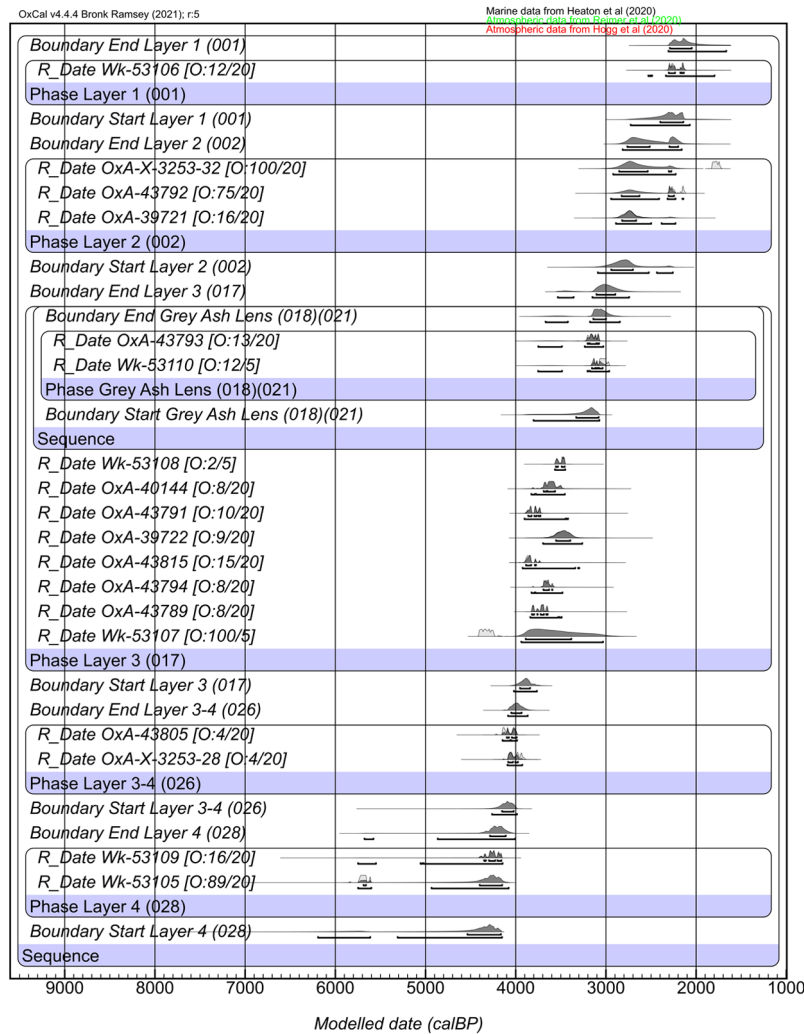 OxCal v4.4.4 Bronk Ramsey (2021); r:5
Marine data from Heaton et al (2020)
Atmospheric data from Reimer et al (2020)
Atmospheric data from Hogg et al (2020)
Boundary End Layer 1 (001)
R_Date Wk-53106 [O:12/20]
Phase Layer 1 (001)
Boundary Start Layer 1 (001)
Boundary End Layer 2 (002)
R_Date OxA-X-3253-32 [O:100/20]
R_Date OxA-43792 [O:75/20]
R_Date OxA-39721 [O:16/20]
Phase Layer 2 (002)
Boundary Start Layer 2 (002)
Boundary End Layer 3 (017)
Boundary End Grey Ash Lens (018)(021)
R_Date OxA-43793 [O:13/20]
R_Date Wk-53110 [O:12/5]
Phase Grey Ash Lens (018)(021)
Boundary Start Grey Ash Lens (018)(021)
Sequence
R_Date Wk-53108 [O:2/5]
R_Date OxA-40144 [O:8/20]
R_Date OxA-43791 [O:10/20]
R_Date OxA-39722 [O:9/20]
R_Date OxA-43815 [O:15/20]
R_Date OxA-43794 [O:8/20]
R_Date OxA-43789 [O:8/20]
R_Date Wk-53107 [O:100/5]
Phase Layer 3 (017)
Boundary Start Layer 3 (017)
Boundary End Layer 3-4 (026)
R_Date OxA-43805 [O:4/20]
R_Date OxA-X-3253-28 [O:4/20]
Phase Layer 3-4 (026)
Boundary Start Layer 3-4 (026)
Boundary End Layer 4 (028)
R_Date Wk-53109 [O:16/20]
R_Date Wk-53105 [O:89/20]
Phase Layer 4 (028)
Boundary Start Layer 4 (028)
Sequence
9000 8000 7000 6000 5000 4000 3000 2000 1000
Modelled date (calBP)